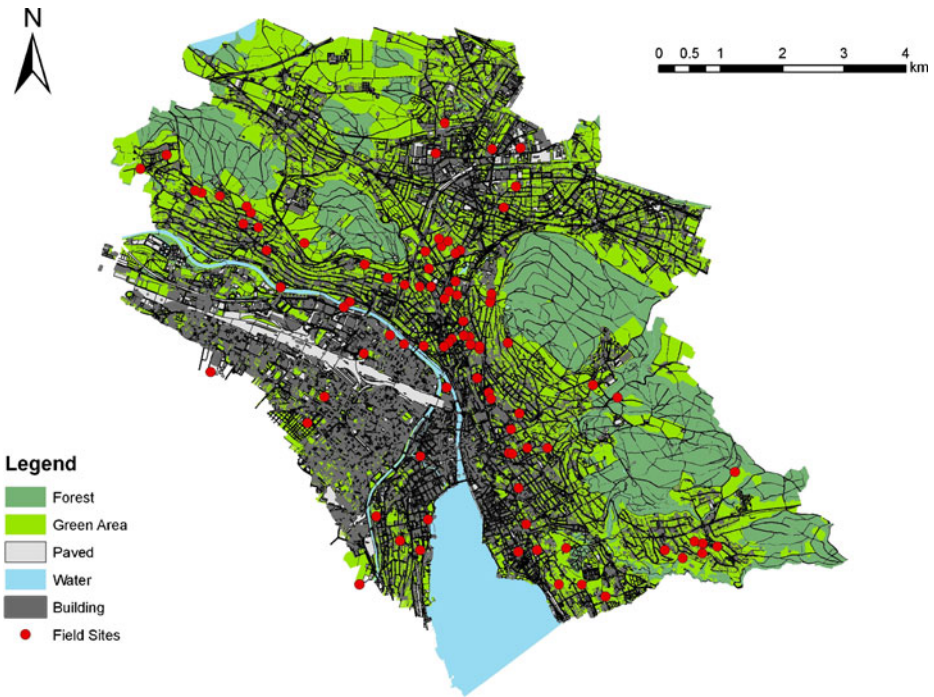 N
0 0.5 1 2 3 4
km
Legend
Forest
Green Area
Paved
Water
Building
Field Sites